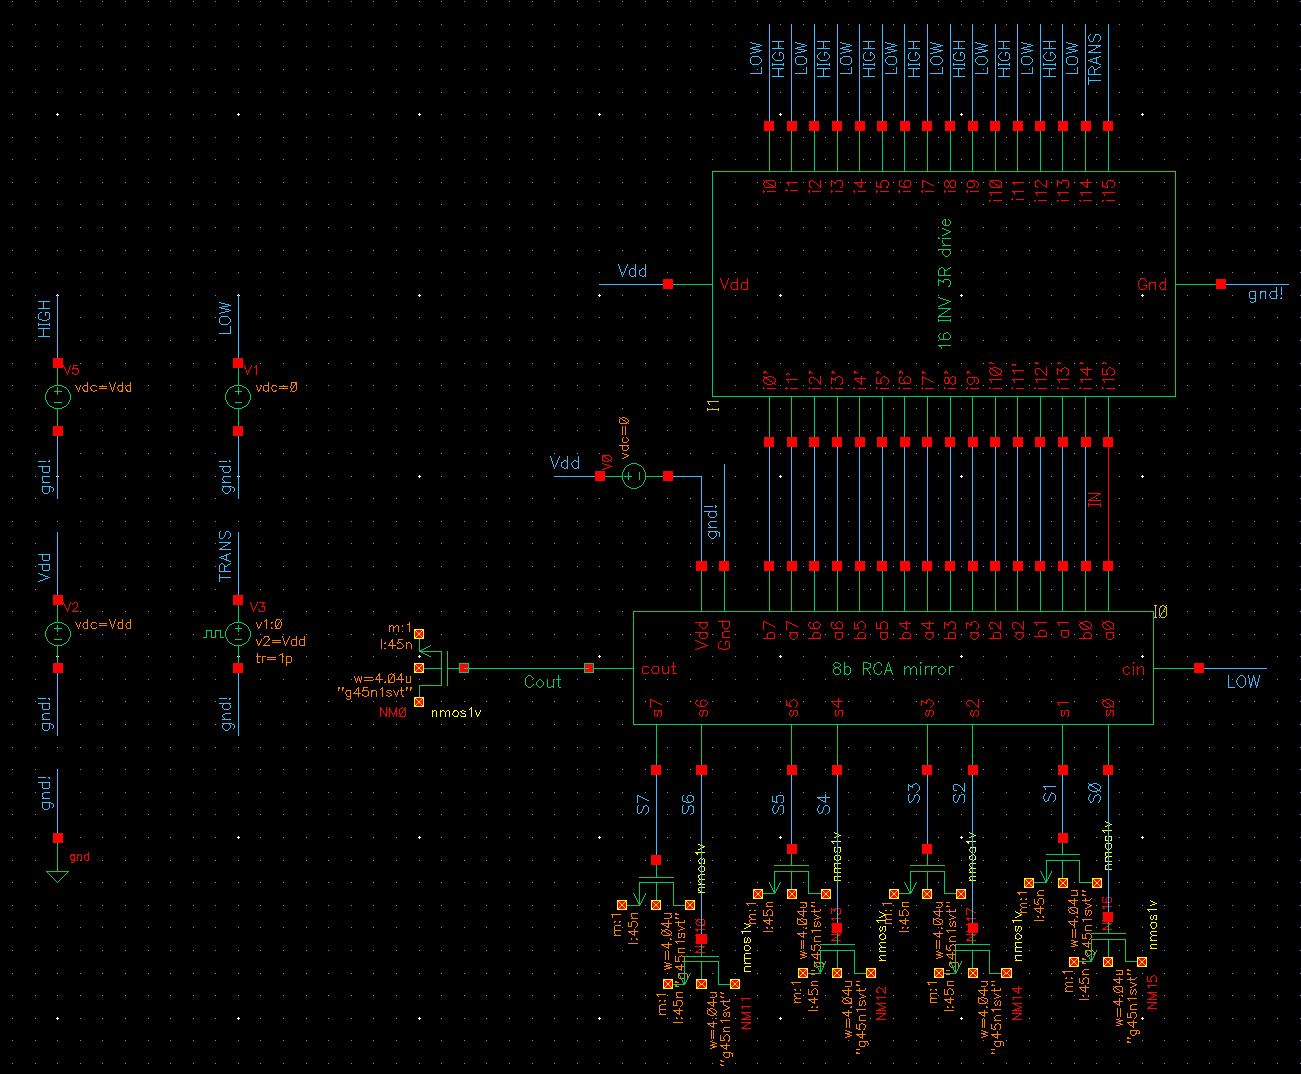 LOW
HIGH
LOW
HIGH
LOW
HIGH
LOW
HIGH
LOW
HIGH
LOW
HIGH
LOW
HIGH
LOW
TRANS
i0
i1
i2
i3
i4
i5
i6
i7
i8
i9
i10
i11
i12
i13
i14
i15
Vdd
Vdd
16 INV 3R drive
Gnd
gnd!
i0'
i1'
i2'
i3'
i4'
i5'
i6'
i7'
i8'
i9'
i10'
i11'
i12'
i13'
i14'
i15'
I1
HIGH
V5
vdc=Vdd
gnd!
LOW
V1
vdc=0
gnd!
Vdd
V0
vdc=0
gnd!
IN
Vdd
V2
vdc=Vdd
gnd!
TRANS
V3
v1:0
v2=Vdd
tr=1p
gnd!
gnd!
gnd
m:1
l:45n
w=4.04u
"g45n1svt"
NM0
nmos1v
Cout
I0
Vdd
Gnd
b7
a7
b6
a6
b5
a5
b4
a4
b3
a3
b2
a2
b1
a1
b0
a0
cout
8b RCA mirror
cin
LOW
s7
s6
s5
s4
s3
s2
s1
s0
S7
S6
S5
S4
S3
S2
S1
S0
m:1
l:45n
w=4.04u
"g45n1svt"
nmos1v
m:1
l:45n
w=4.04u
"g45n1svt"
NM11
nmos1v
m:1
l:45n
w=4.04u
"g45n1svt"
nmos1v
m:1
l:45n
w=4.04u
"g45n1svt"
NM12
nmos1v
m:1
l:45n
w=4.04u
"g45n1svt"
nmos1v
m:1
l:45n
w=4.04u
"g45n1svt"
NM14
nmos1v
m:1
l:45n
w=4.04u
"g45n1svt"
nmos1v
m:1
l:45n
w=4.04u
"g45n1svt"
NM15
nmos1v